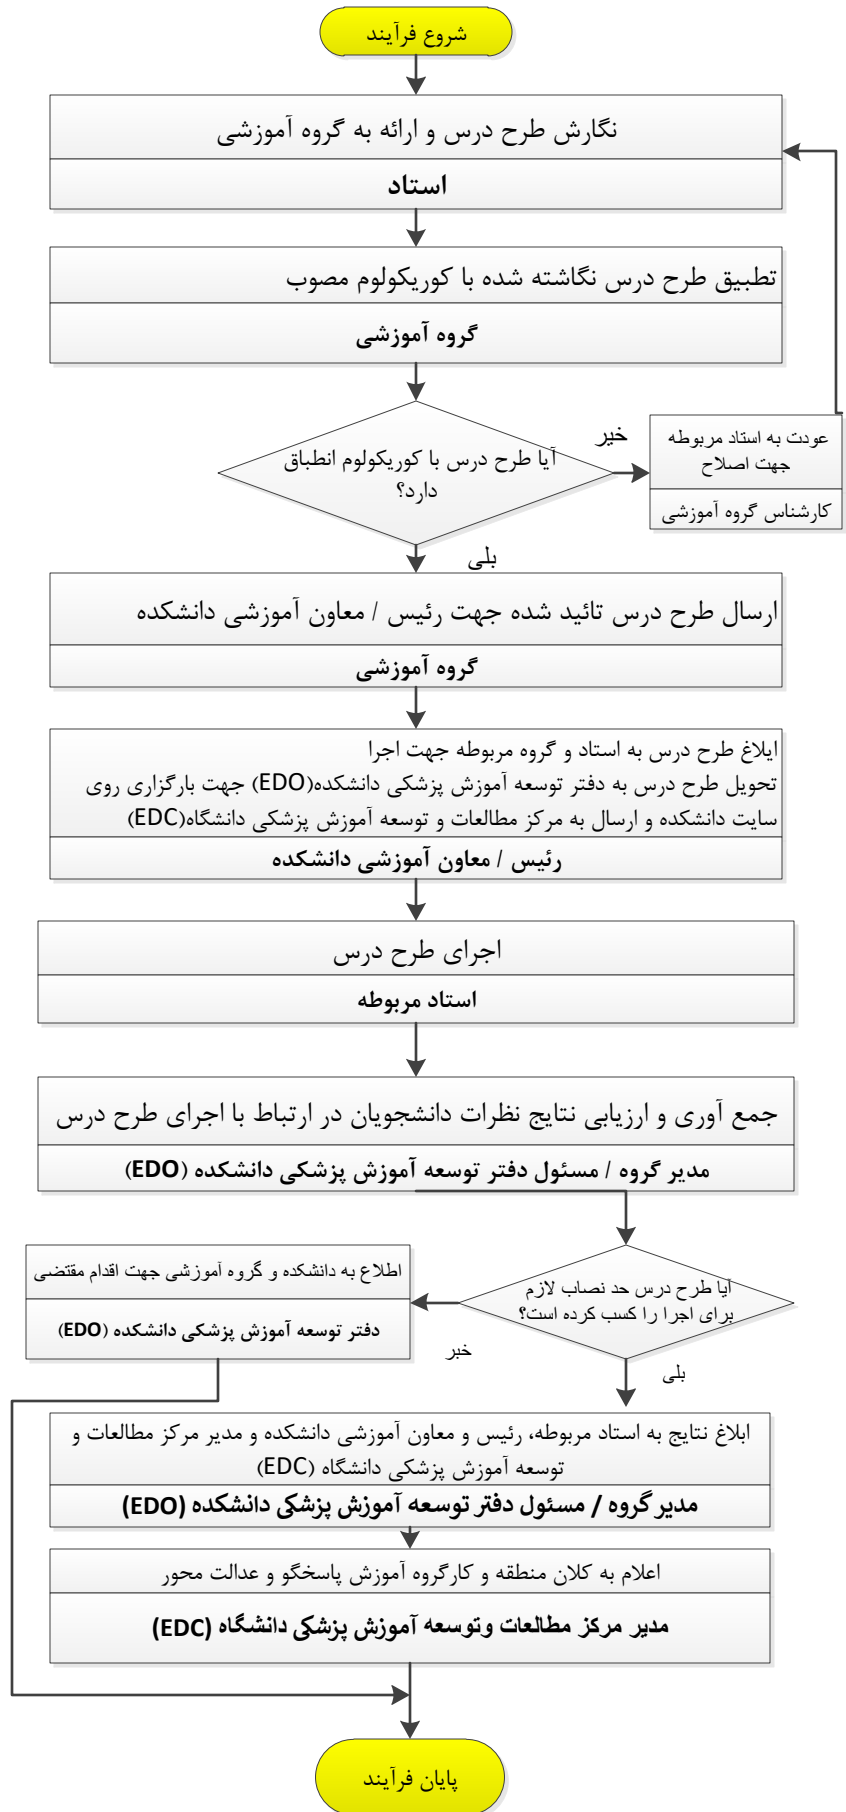 شروع فرآیند
نگارش طرح درس و ارائه به گروه آموزشی
استاد
تطبیق طرح درس نگاشته شده با کوریکولوم مصوب
گروه آموزشی
آیا طرح درس با کوریکولوم انطباق
دارد؟
خیر
عودت به استاد مربوطه
جهت اصلاح
کارشناس گروه آموزشی
بلی
ارسال طرح درس تائید شده جهت رئیس / معاون آموزشی دانشکده
گروه آموزشی
ایلاغ طرح درس به استاد و گروه مربوطه جهت اجرا
تحویل طرح درس به دفتر توسعه آموزش پزشکی دانشکده(EDO) جهت بارگزاری روی
سایت دانشکده و ارسال به مرکز مطالعات و توسعه آموزش پزشکی دانشگاه(EDC)
رئیس / معاون آموزشی دانشکده
اجرای طرح درس
استاد مربوطه
جمع آوری و ارزیابی نتایج نظرات دانشجویان در ارتباط با اجرای طرح درس
مدیر گروه / مسئول دفتر توسعه آموزش پزشکی دانشکده (EDO)
آیا طرح درس حد نصاب لازم
برای اجرا را کسب کرده است؟
خبر
اطلاع به دانشکده و گروه آموزشی جهت اقدام مقتضی
دفتر توسعه آموزش پزشکی دانشکده (EDO)
بلی
ابلاغ نتایج به استاد مربوطه، رئیس و معاون آموزشی دانشکده و مدیر مرکز مطالعات و
توسعه آموزش پزشکی دانشگاه (EDC)
مدیر گروه / مسئول دفتر توسعه آموزش پزشکی دانشکده (EDO)
اعلام به کلان منطقه و کارگروه آموزش پاسخگو و عدالت محور
مدیر مرکز مطالعات وتوسعه آموزش پزشکی دانشگاه (EDC)
پایان فرآیند